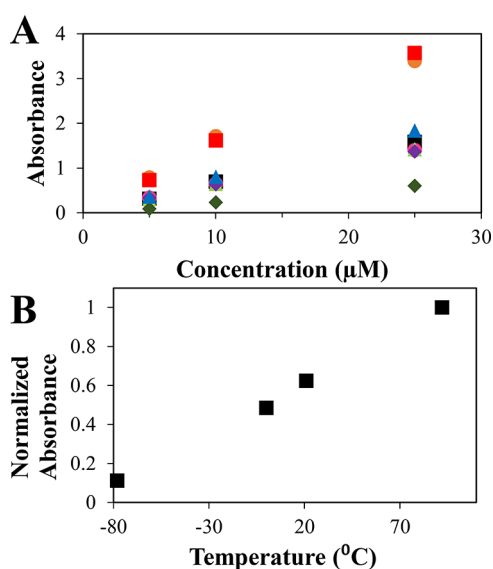 A
4
3
2
1
0
Absorbance
0 10 20 30
Concentration (µM)
B
1
0.8
0.6
0.4
0.2
0
Normalized
Absorbance
-80 -30 20 70
Temperature (⁰C)